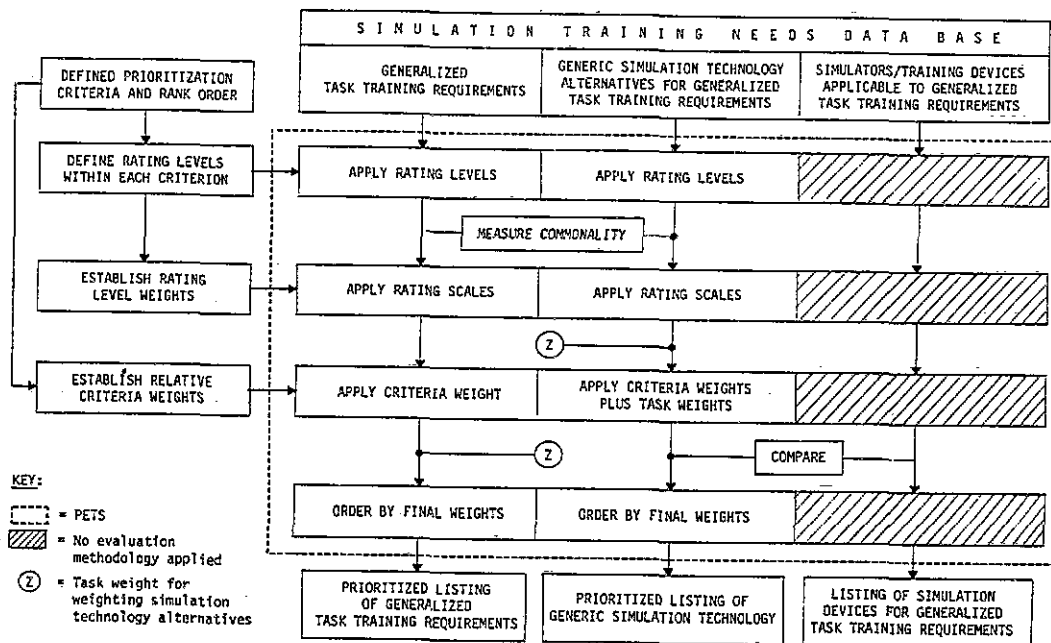 SIMULATION TRAINING NEEDS DATA BASE
DEFINED PRIORITIZATION
CRITERIA AND RANK ORDER
GENERALIZED
TASK TRAINING REQUIREMENTS
GENERIC SIMULATION TECHNOLOGY
ALTERNATIVES FOR GENERALIZED
TASK TRAINING REQUIREMENTS
SIMULATORS/TRAINING DEVICES
APPLICABLE TO GENERALIZED
TASK TRAINING REQUIREMENTS
DEFINE RATING LEVELS
WITHIN EACH CRITERION
APPLY RATING LEVELS
APPLY RATING LEVELS
MEASURE COMMONALITY
ESTABLISH RATING
LEVEL WEIGHTS
APPLY RATING SCALES
APPLY RATING SCALES
Z
ESTABLISH RELATIVE
CRITERIA WEIGHTS
APPLY CRITERIA WEIGHT
APPLY CRITERIA WEIGHTS
PLUS TASK WEIGHTS
Z
COMPARE
ORDER BY FINAL WEIGHTS
ORDER BY FINAL WEIGHTS
KEY:
= PETS
= No evaluation
methodology applied
Z = Task weight for
weighting simulation
technology alternatives
PRIORITIZED LISTING
OF GENERALIZED
TASK TRAINING REQUIREMENTS
PRIORITIZED LISTING OF
GENERIC SIMULATION TECHNOLOGY
LISTING OF SIMULATION
DEVICES FOR GENERALIZED
TASK TRAINING REQUIREMENTS